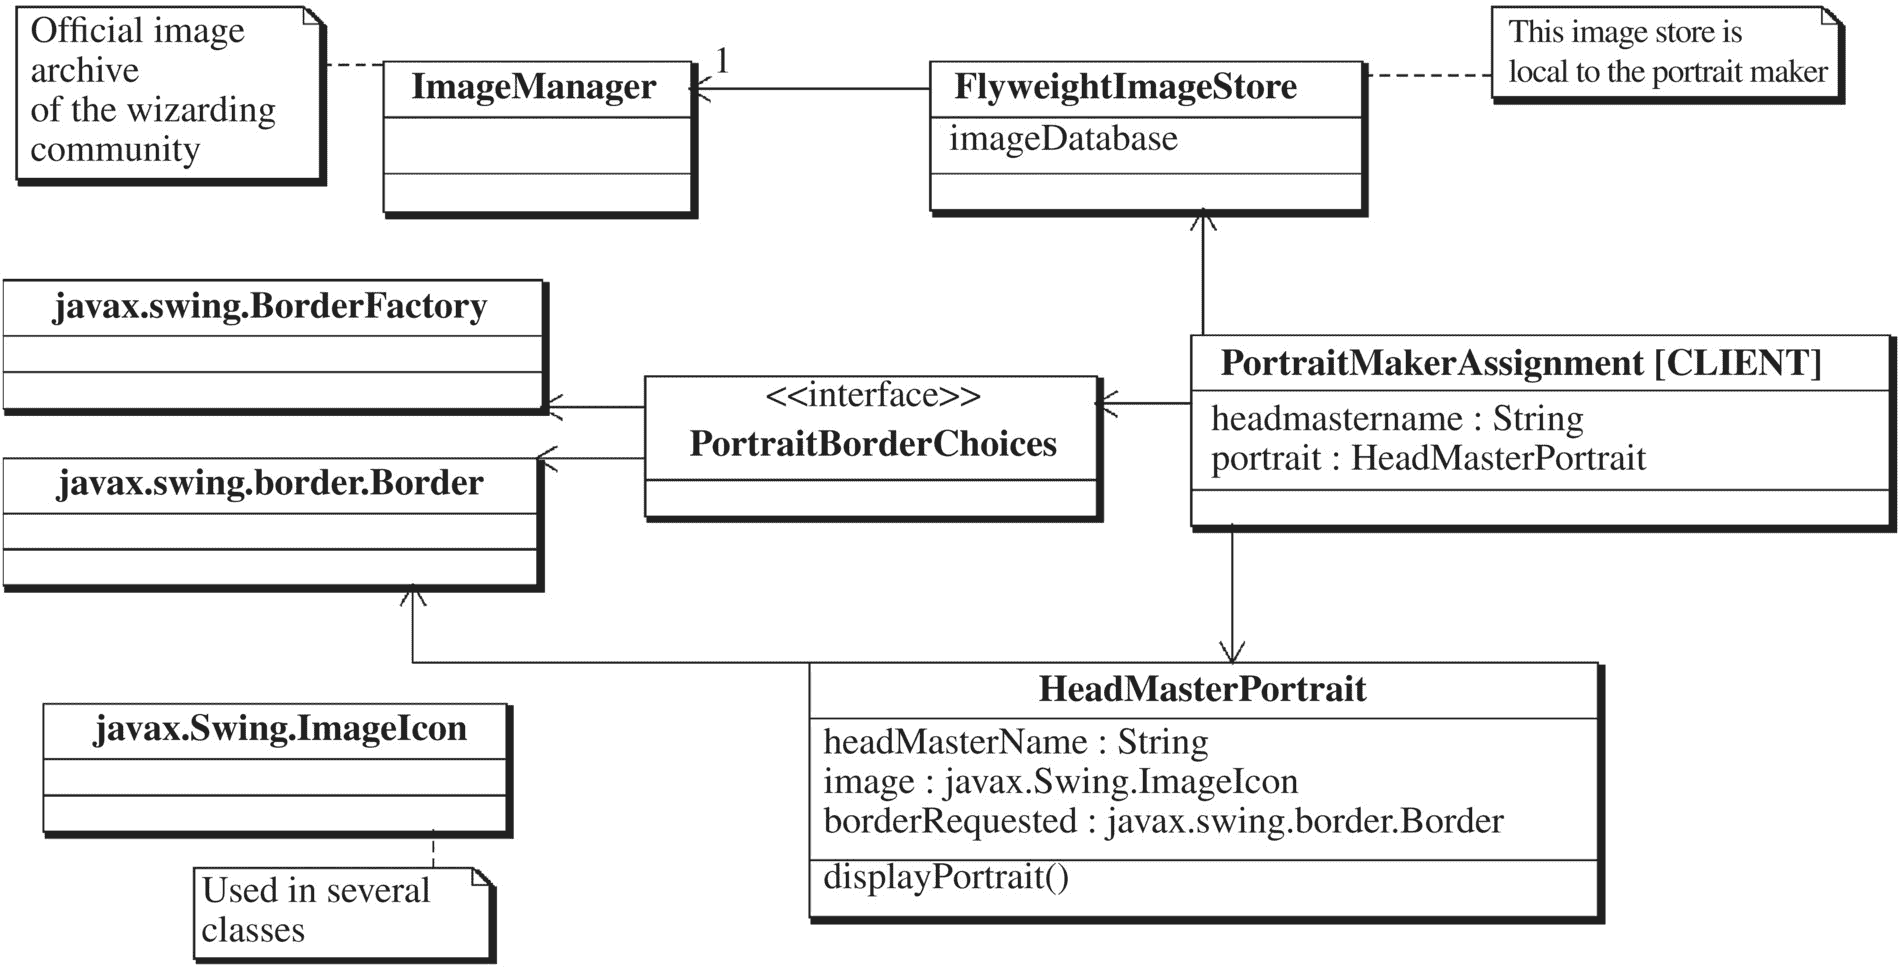 Official image
archive
of the wizarding
community
ImageManager
1
FlyweightImageStore
imageDatabase
This image store is
local to the portrait maker
javax.swing.BorderFactory
javax.swing.border.Border
<<interface>>
PortraitBorderChoices
PortraitMakerAssignment [CLIENT]
headmastername : String
portrait : HeadMasterPortrait
HeadMasterPortrait
headMasterName : String
image : javax.Swing.ImageIcon
borderRequested : javax.swing.border.Border
displayPortrait()
javax.Swing.ImageIcon
Used in several
classes